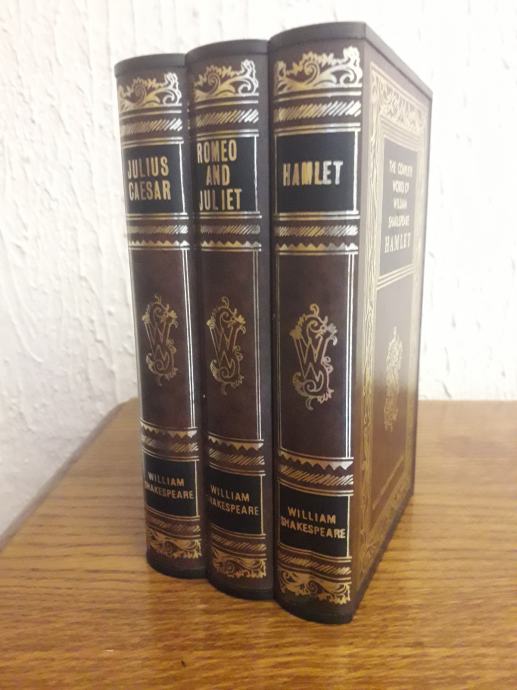 JULIUS
CAESAR
WILLIAM
SHAKESPEARE
ROMEO
AND
JULIET
WILLIAM
SHAKESPEARE
HAMLET
WILLIAM
SHAKESPEARE
THE COMPLETE
WORKS OF
WILLIAM
SHAKESPEARE
HAMLET